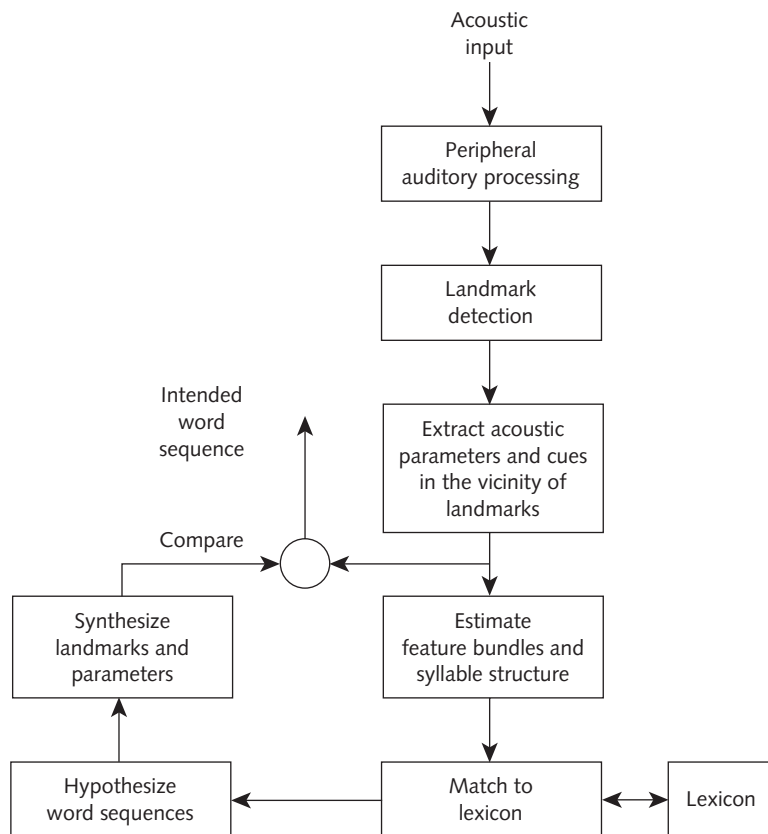 Acoustic
input
Peripheral
auditory processing
Landmark
detection
Intended
word
sequence
Extract acoustic
parameters and cues
in the vicinity of
landmarks
Compare
Synthesize
landmarks and
parameters
Estimate
feature bundles and
syllable structure
Hypothesize
word sequences
Match to
lexicon
Lexicon